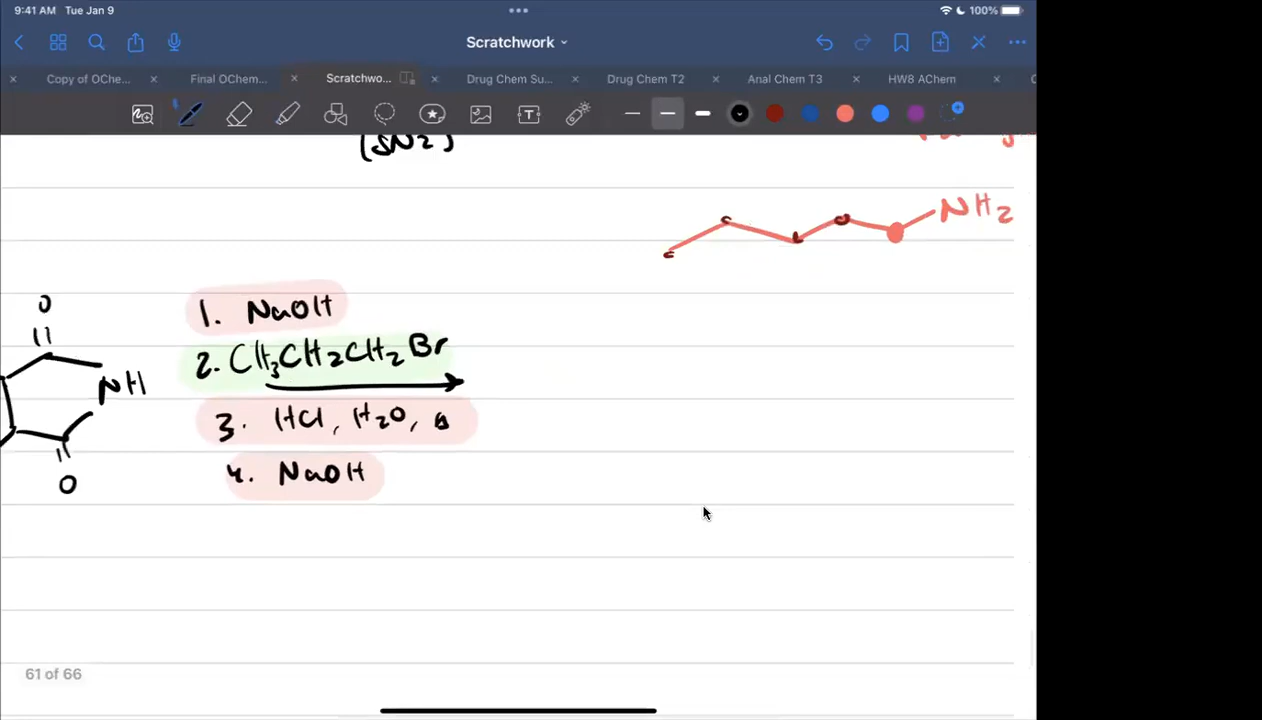 9:41 AM Tue Jan 9
100%
Scratchwork
Copy of OChe...
Final OChem...
Scratchwo...
Drug Chem Su...
Drug Chem T2
Anal Chem T3
HW8 AChem
T
(SN2)
NH2
O
NH
O
1. NaOH
2. CH3CH2CH2Br
3. HCl, H2O, Δ
4. NaOH
61 of 66